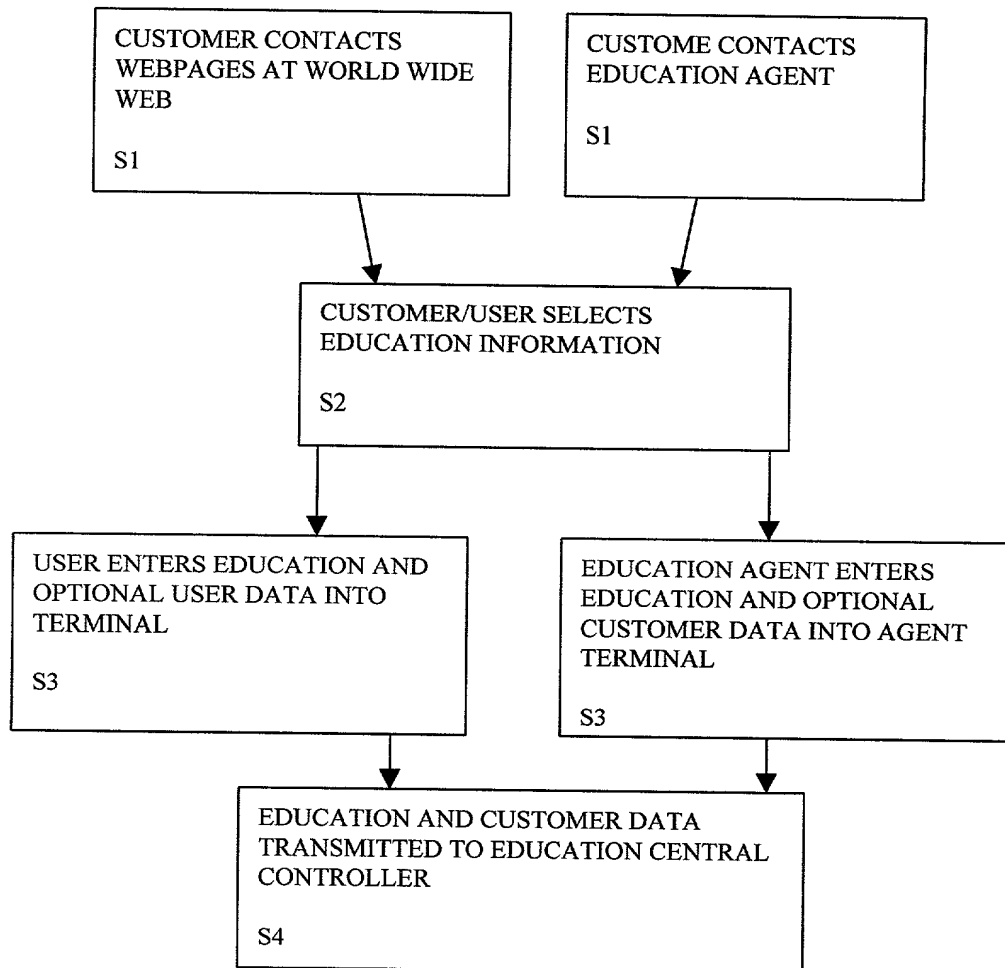 CUSTOMER CONTACTS
WEBPAGES AT WORLD WIDE
WEB
S1
CUSTOME CONTACTS
EDUCATION AGENT
S1
CUSTOMER/USER SELECTS
EDUCATION INFORMATION
S2
USER ENTERS EDUCATION AND
OPTIONAL USER DATA INTO
TERMINAL
S3
EDUCATION AGENT ENTERS
EDUCATION AND OPTIONAL
CUSTOMER DATA INTO AGENT
TERMINAL
S3
EDUCATION AND CUSTOMER DATA
TRANSMITTED TO EDUCATION CENTRAL
CONTROLLER
S4